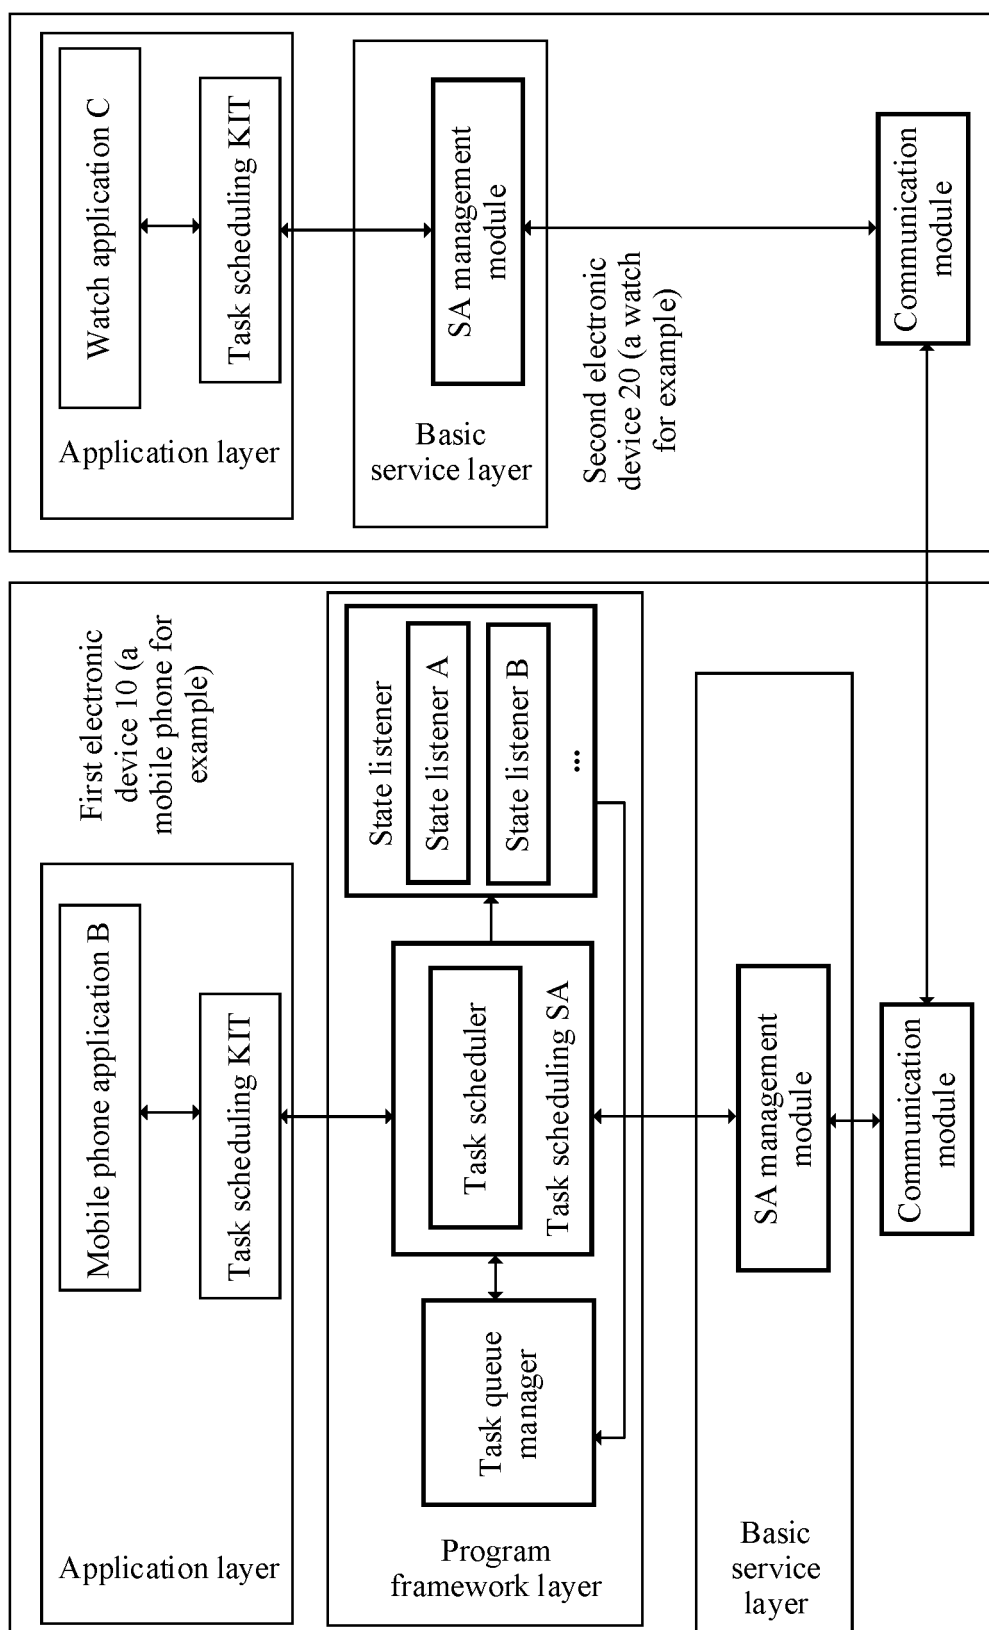 First electronic
device 10 (a
mobile phone for
example)
Application layer
Mobile phone application B
Task scheduling KIT
Program
framework layer
Task queue
manager
Task scheduler
Task scheduling SA
State listener
State listener A
State listener B
...
Basic
service
layer
SA management
module
Communication
module
Application layer
Watch application C
Task scheduling KIT
Basic
service layer
SA management
module
Second electronic
device 20 (a watch
for example)
Communication
module